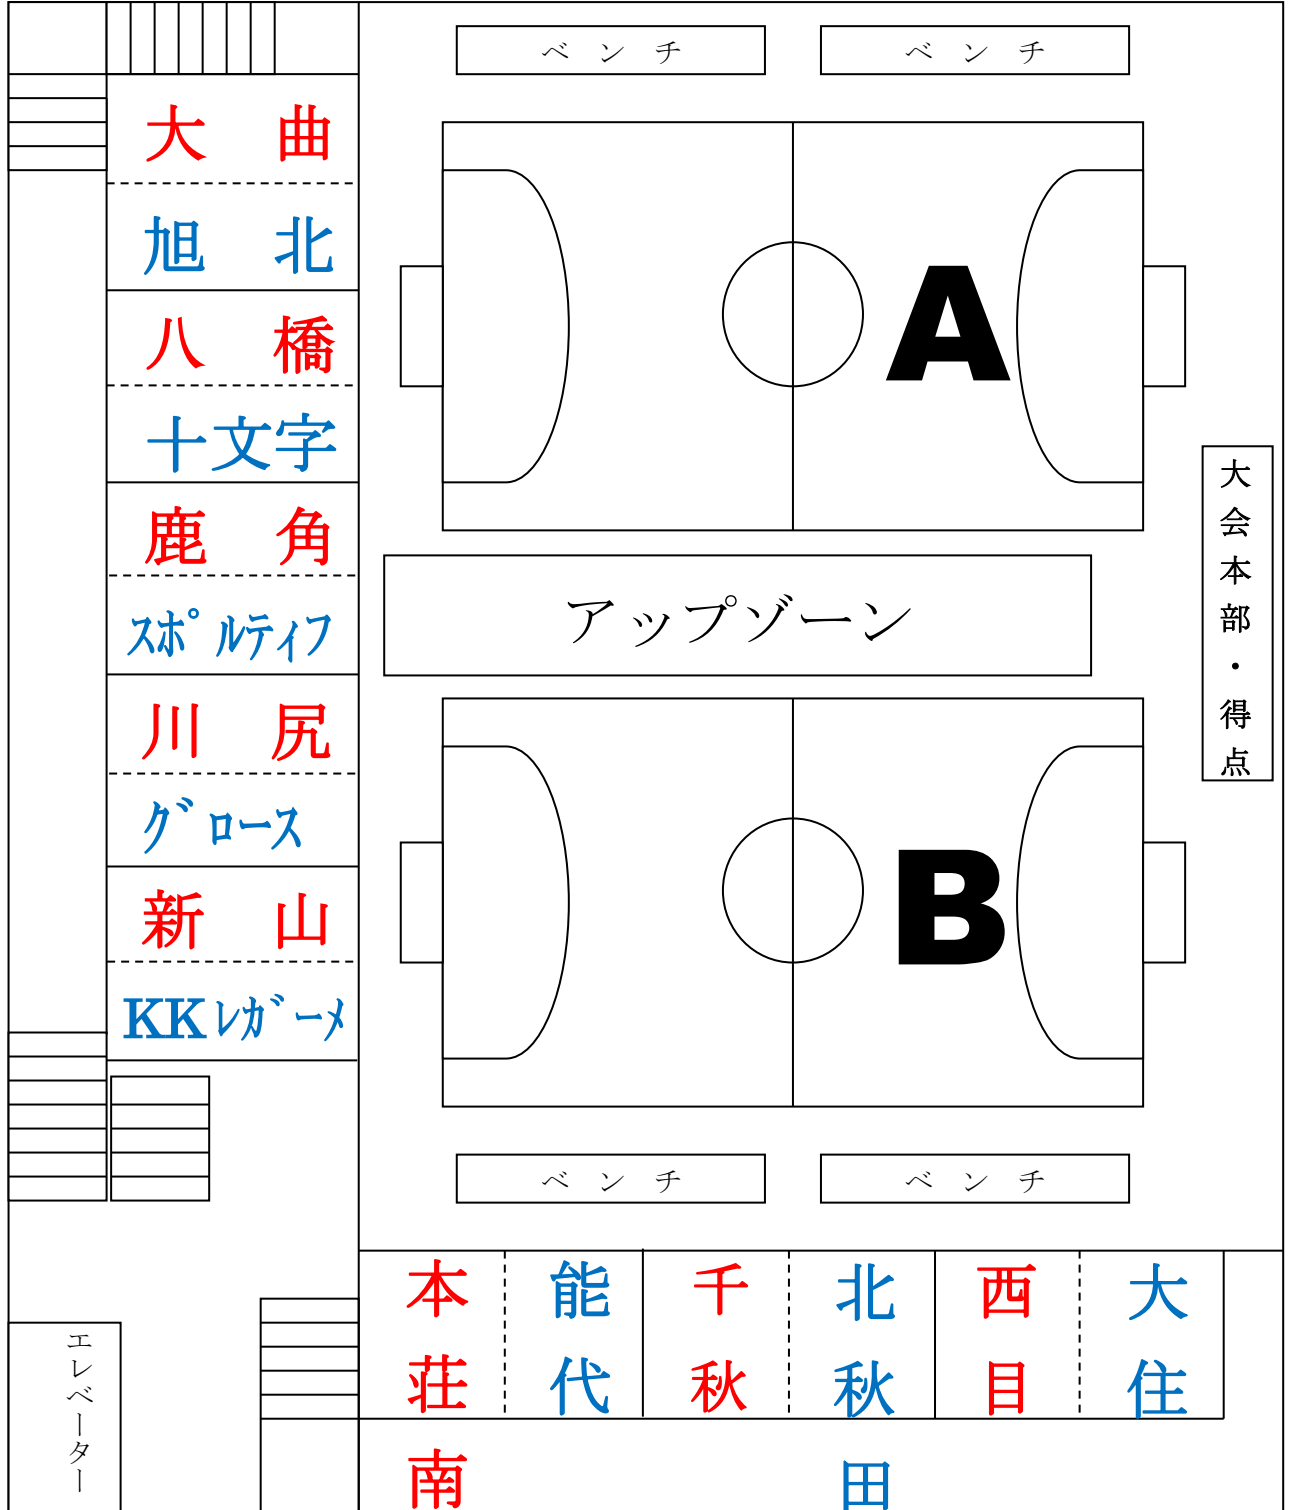 ベンチ
ベンチ
大曲
旭北
八橋
十文字
鹿角
スポルティフ
川尻
グロース
新山
KKレガーメ
A
アップゾーン
B
大会本部・得点
ベンチ
ベンチ
本荘南
能代
千秋
北秋田
西目
大住
エレベーター